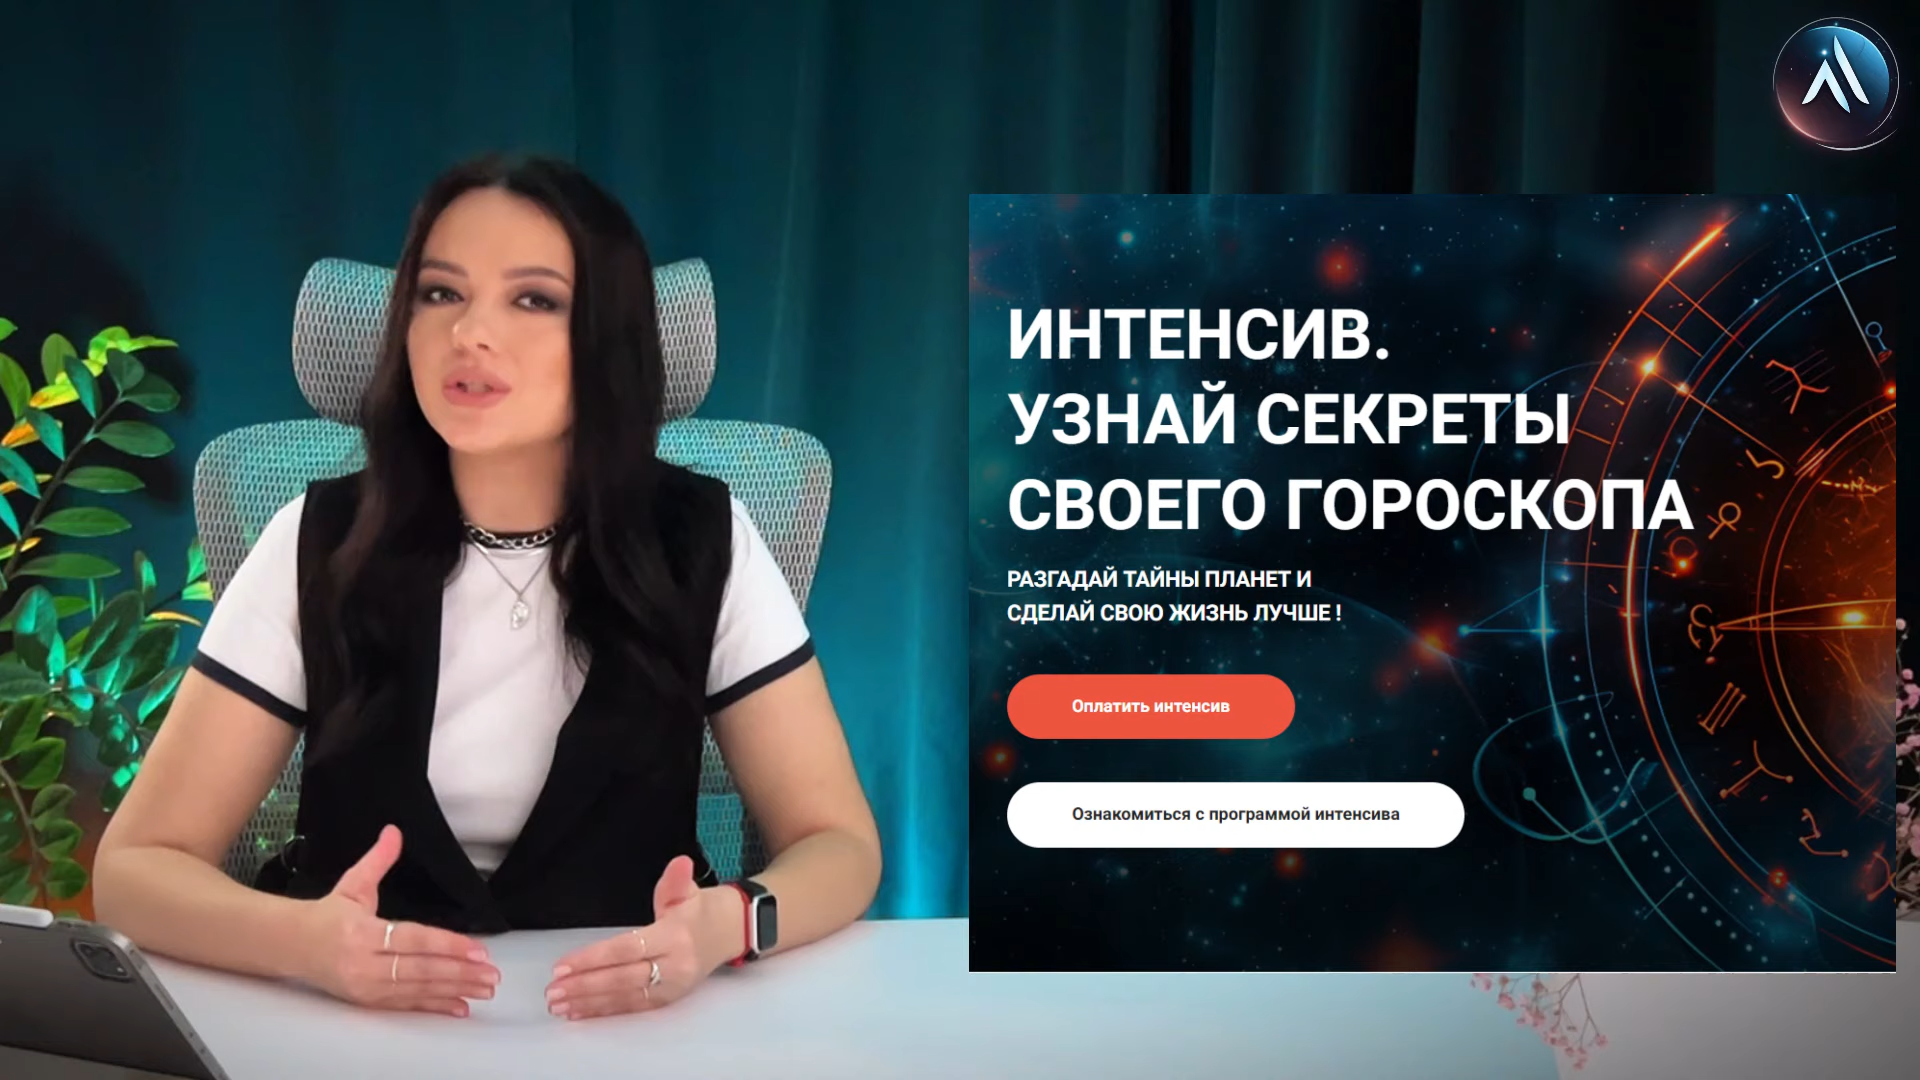 ИНТЕНСИВ.
УЗНАЙ СЕКРЕТЫ
СВОЕГО ГОРОСКОПА
РАЗГАДАЙ ТАЙНЫ ПЛАНЕТ И
СДЕЛАЙ СВОЮ ЖИЗНЬ ЛУЧШЕ !
Оплатить интенсив
Ознакомиться с программой интенсива